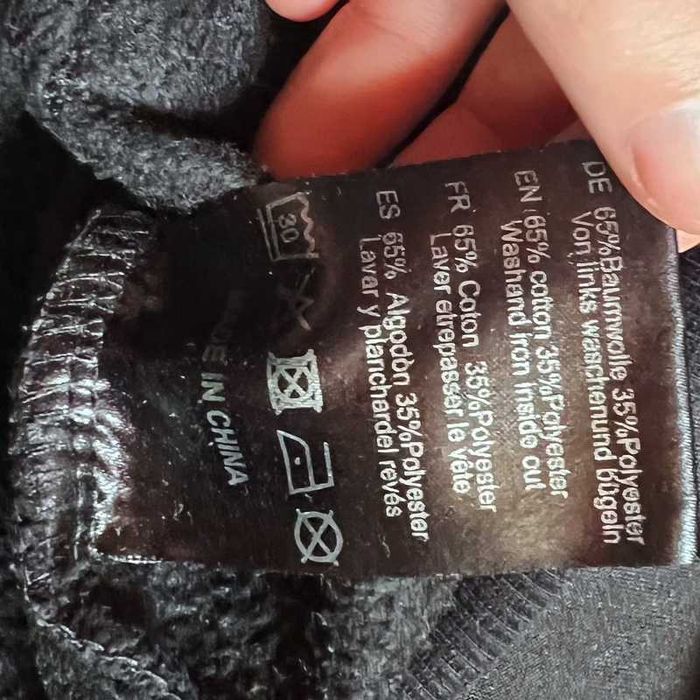 DE 65%Baumwolle 35%Polyester
Von links waschenund bügeln
EN 65% cotton 35%Polyester
Washand Iron Inside out
FR 65% Coton 35%Polyester
Laver etrepasser le vête
ES 65% Algodón 35%Polyester
Lavar y planchardel revés
30
IN CHINA